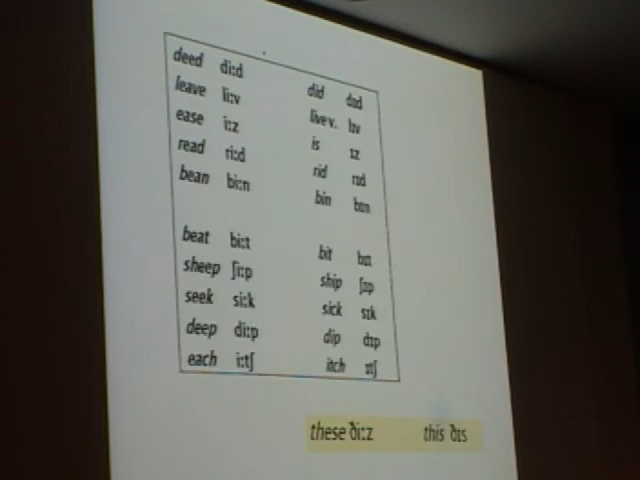 deed diːd did dɪd
leave liːv live v. lɪv
ease iːz is ɪz
read riːd rid rɪd
bean biːn bin bɪn
beat biːt bit bɪt
sheep ʃiːp ship ʃɪp
seek siːk sick sɪk
deep diːp dip dɪp
each iːtʃ itch ɪtʃ
these ðiːz this ðɪs